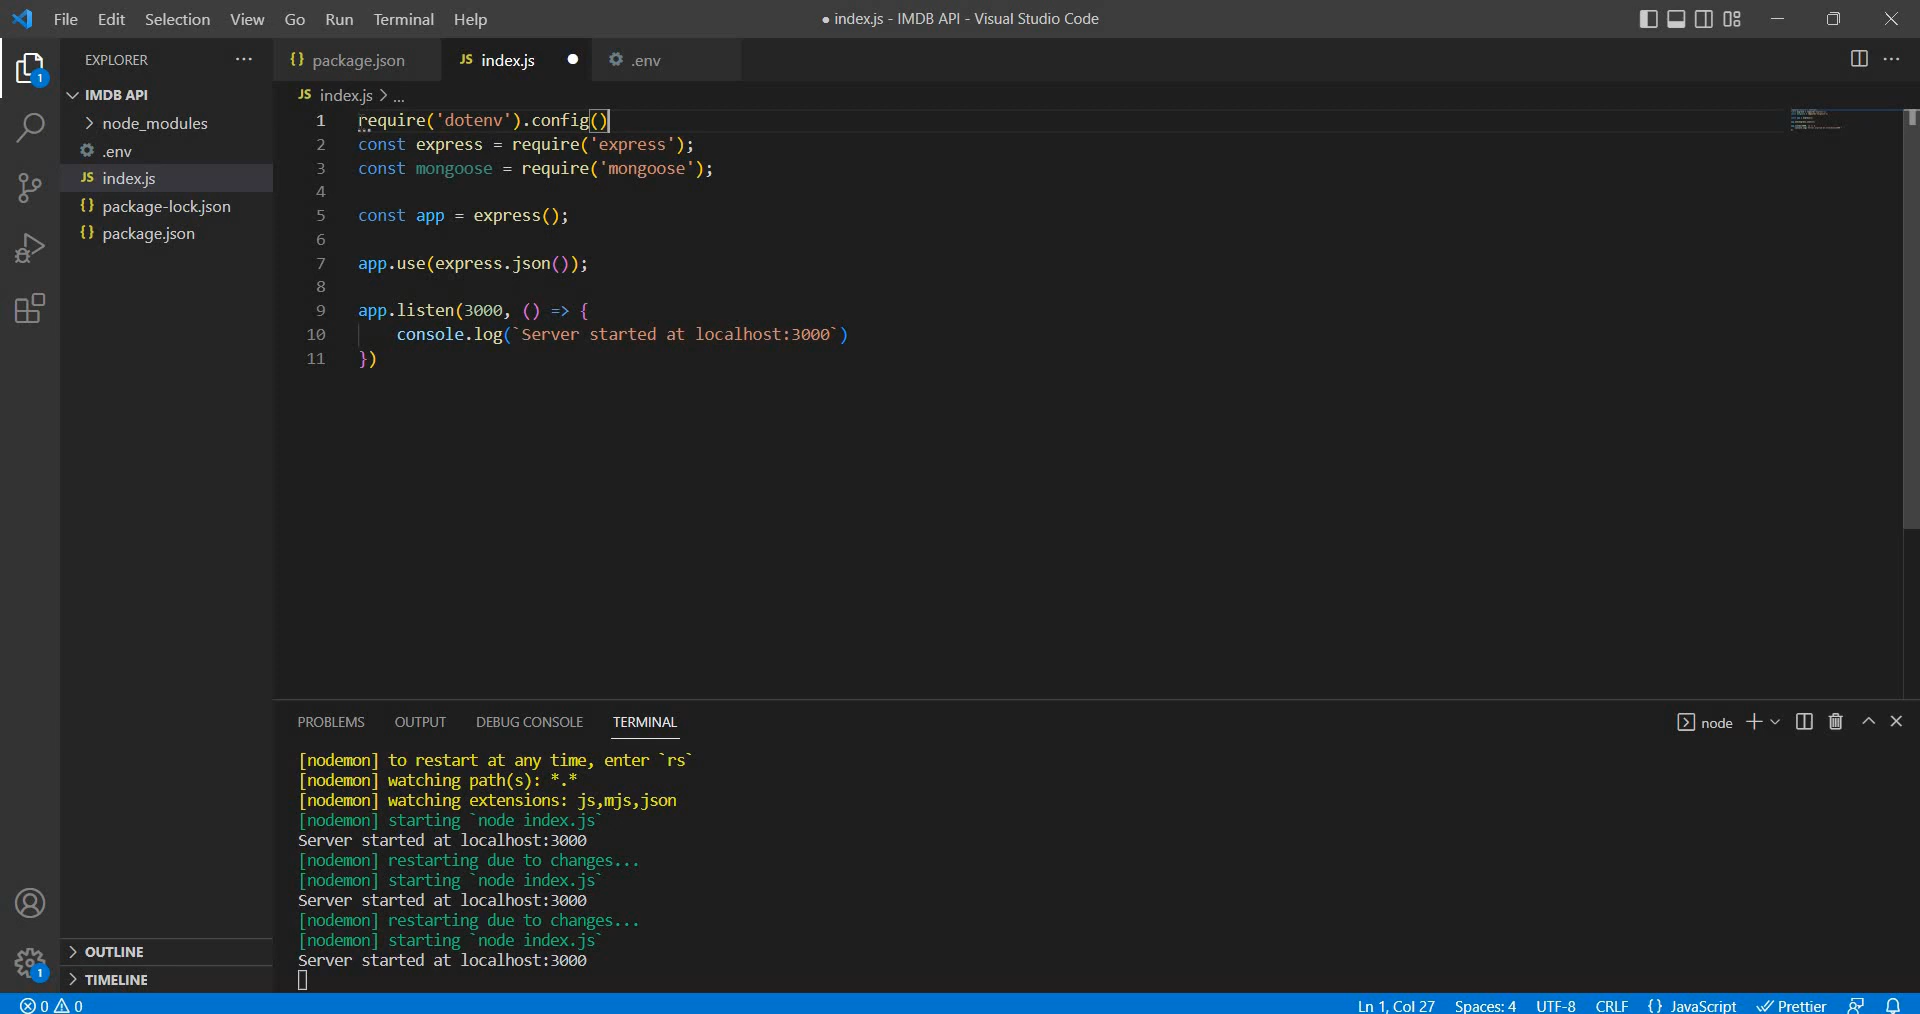 File Edit Selection View Go Run Terminal Help
● index.js - IMDB API - Visual Studio Code
1
EXPLORER ···
IMDB API
node_modules
.env
JS index.js
{} package-lock.json
{} package.json
OUTLINE
TIMELINE
1
{} package.json
JS index.js ●
.env
JS index.js > ...
1 require('dotenv').config()
2 const express = require('express');
3 const mongoose = require('mongoose');
4
5 const app = express();
6
7 app.use(express.json());
8
9 app.listen(3000, () => {
10 console.log(`Server started at localhost:3000`)
11 })
PROBLEMS OUTPUT DEBUG CONSOLE TERMINAL
node
[nodemon] to restart at any time, enter `rs`
[nodemon] watching path(s): *.*
[nodemon] watching extensions: js,mjs,json
[nodemon] starting `node index.js`
Server started at localhost:3000
[nodemon] restarting due to changes...
[nodemon] starting `node index.js`
Server started at localhost:3000
[nodemon] restarting due to changes...
[nodemon] starting `node index.js`
Server started at localhost:3000
0 0
Ln 1, Col 27 Spaces: 4 UTF-8 CRLF {} JavaScript Prettier